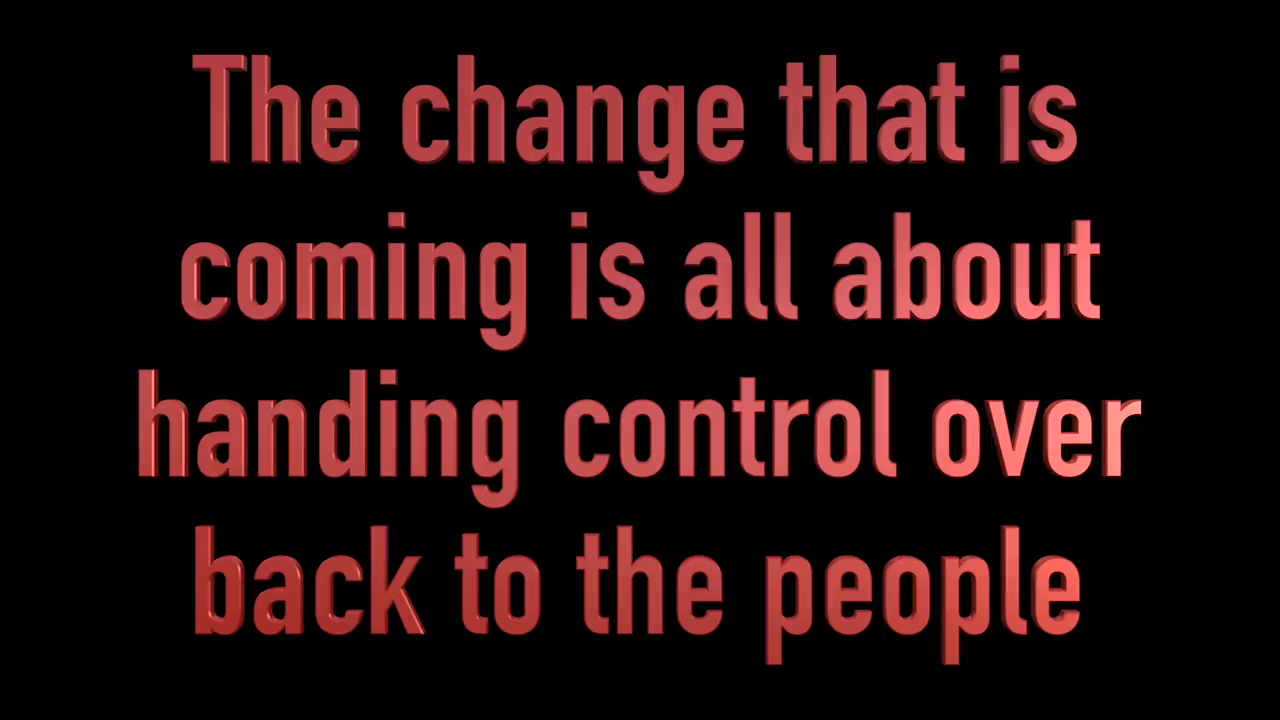 The change that is
coming is all about
handing control over
back to the people